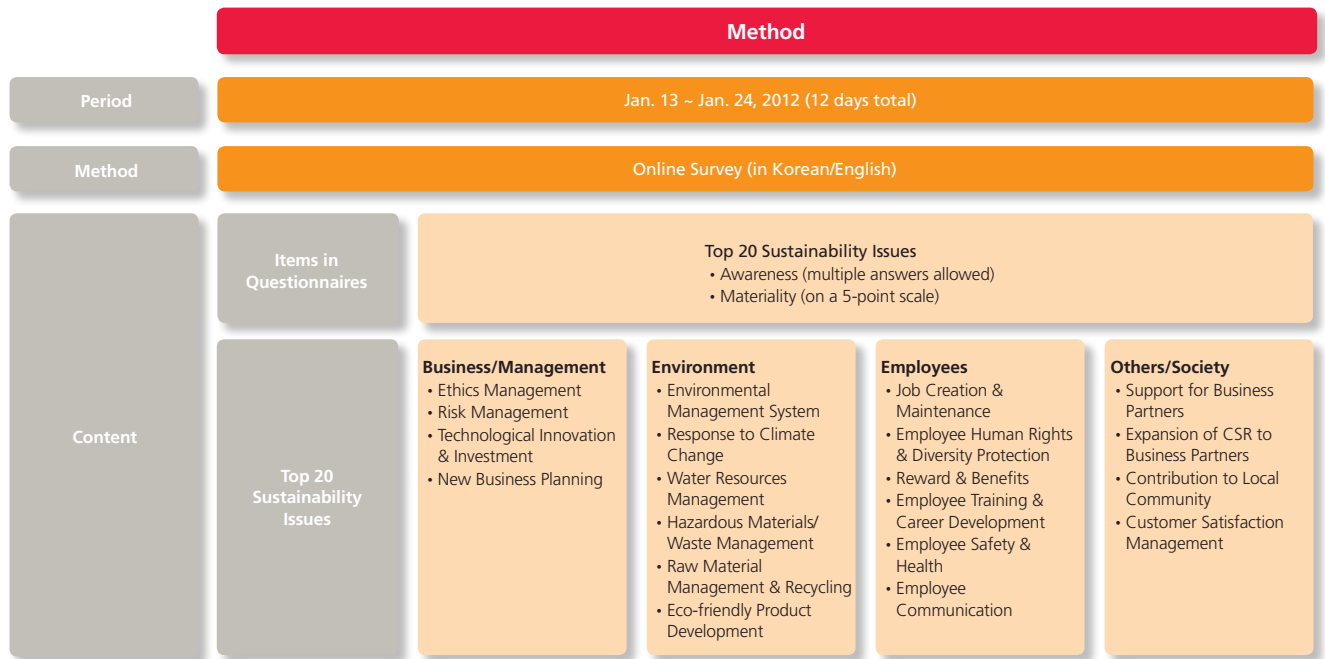 Method
Period
Jan. 13 ~ Jan. 24, 2012 (12 days total)
Method
Online Survey (in Korean/English)
Content
Items in
Questionnaires
Top 20 Sustainability Issues
• Awareness (multiple answers allowed)
• Materiality (on a 5-point scale)
Top 20
Sustainability
Issues
Business/Management
• Ethics Management
• Risk Management
• Technological Innovation
& Investment
• New Business Planning
Environment
• Environmental
Management System
• Response to Climate
Change
• Water Resources
Management
• Hazardous Materials/
Waste Management
• Raw Material
Management & Recycling
• Eco-friendly Product
Development
Employees
• Job Creation &
Maintenance
• Employee Human Rights
& Diversity Protection
• Reward & Benefits
• Employee Training &
Career Development
• Employee Safety &
Health
• Employee
Communication
Others/Society
• Support for Business
Partners
• Expansion of CSR to
Business Partners
• Contribution to Local
Community
• Customer Satisfaction
Management